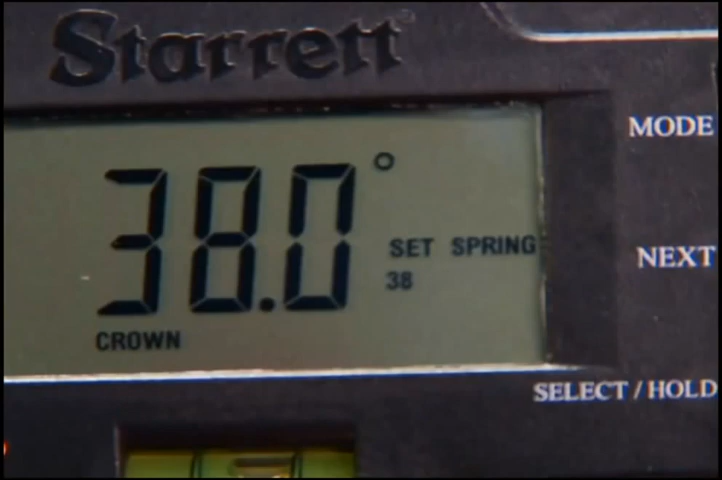 Starrett
MODE
38.0°
SET SPRING
38
NEXT
CROWN
SELECT / HOLD